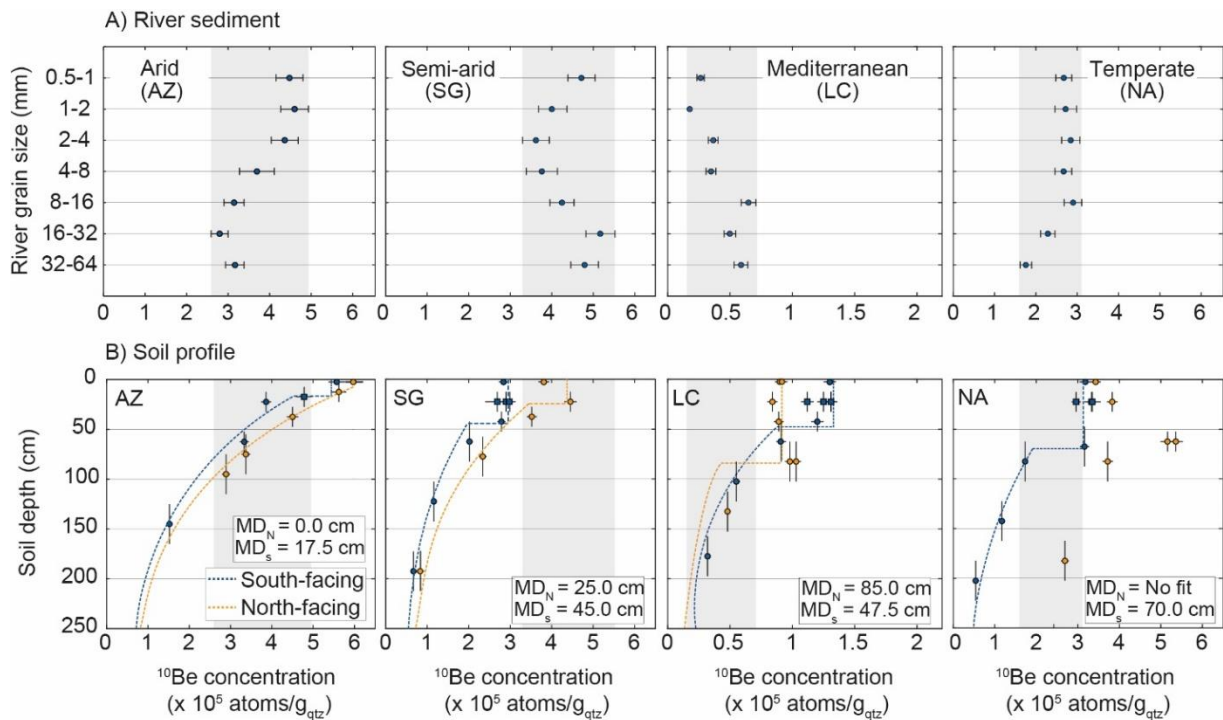 A) River sediment
River grain size (mm)
0.5-1
1-2
2-4
4-8
8-16
16-32
32-64
Arid
(AZ)
0 1 2 3 4 5 6
Semi-arid
(SG)
0 1 2 3 4 5 6
Mediterranean
(LC)
0 0.5 1 1.5 2
Temperate
(NA)
0 1 2 3 4 5 6
B) Soil profile
Soil depth (cm)
0
50
100
150
200
250
AZ
MD_N = 0.0 cm
MD_s = 17.5 cm
South-facing
North-facing
0 1 2 3 4 5 6
¹⁰Be concentration
(x 10⁵ atoms/g_qtz)
SG
MD_N = 25.0 cm
MD_s = 45.0 cm
0 1 2 3 4 5 6
¹⁰Be concentration
(x 10⁵ atoms/g_qtz)
LC
MD_N = 85.0 cm
MD_s = 47.5 cm
0 0.5 1 1.5 2
¹⁰Be concentration
(x 10⁵ atoms/g_qtz)
NA
MD_N = No fit
MD_s = 70.0 cm
0 1 2 3 4 5 6
¹⁰Be concentration
(x 10⁵ atoms/g_qtz)